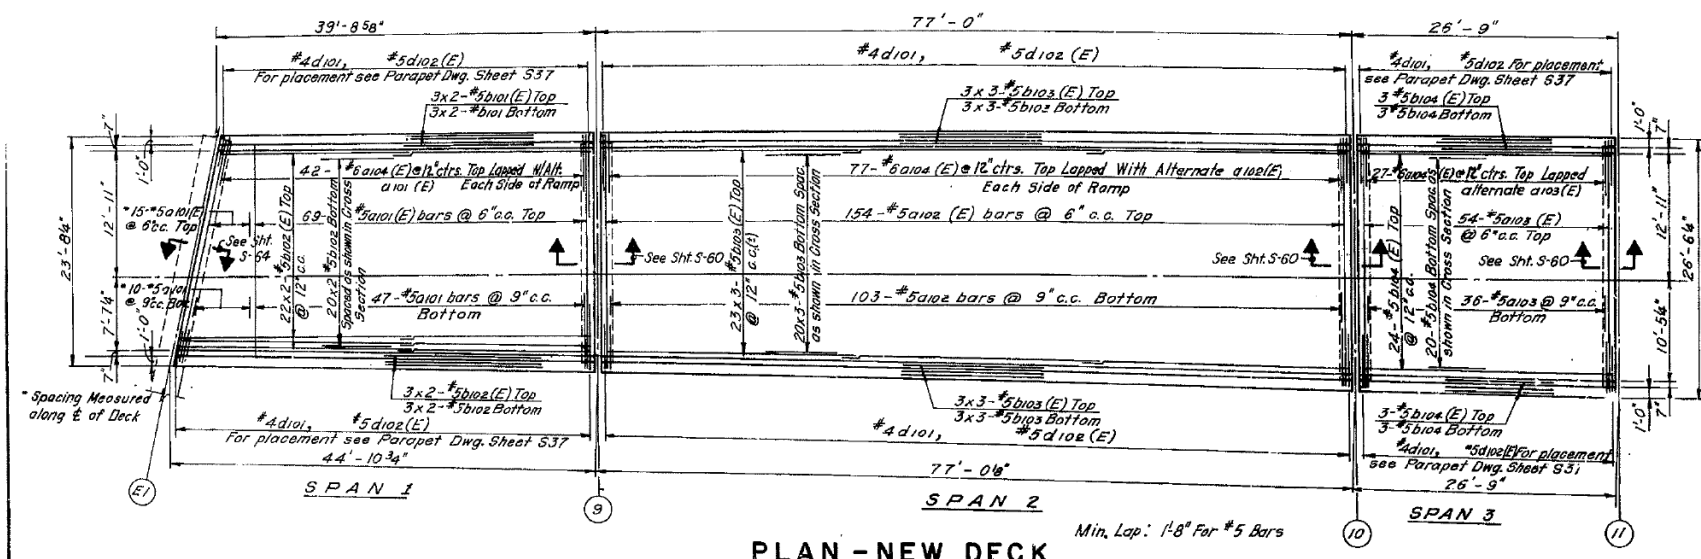 39'-8 5/8"
77'-0"
26'-9"
#4d101, #5d102(E)
For placement see Parapet Dwg. Sheet S37
#4d101, #5d102(E)
#4d101, #5d102 For placement
see Parapet Dwg. Sheet S37
3x2-#5b101(E) Top
3x2-#b101 Bottom
3x3-#5b103(E) Top
3x3-#5b103 Bottom
3 #5b104(E) Top
3 #5b104 Bottom
7"
1'-0"
12'-11"
23'-8 1/4"
7'-7 1/4"
1'-0"
7"
42-#6a104(E)@12"ctrs. Top Lapped W/Alt.
a101 (E) Each Side of Ramp
77-#6a104(E)@12"ctrs. Top Lapped With Alternate a102(E)
Each Side of Ramp
27-#6a104(E)@12"ctrs. Top Lapped
alternate a103(E)
*15-#5a101(E)
@ 6"cc. Top
69-#5a101(E) bars @ 6"c.c. Top
154-#5a102 (E) bars @ 6" c.c. Top
54-#5a103 (E)
@ 6"c.c. Top
See Sht.
S-64
See Sht. S-60
See Sht. S-60
See Sht. S-60
*10-#5a101
@ 9"cc. Bot.
47-#5a101 bars @ 9"c.c.
Bottom
103-#5a102 bars @ 9"c.c. Bottom
36-#5a103 @ 9"c.c.
Bottom
22x2-#5b102(E) Top
@ 12" c.c.
20x2-#5b102 Bottom
Spaced as shown in Cross
Section
23x3-#5b103(E) Top
@ 12" c.c.(±)
20x3-#5b103 Bottom Spac.
as shown in Cross Section
24-#5b104 (E) Top
@ 12"c.c.
20-#5b104 Bottom Spac. as
shown in Cross Section
1'-0"
7"
12'-11"
26'-6 1/4"
10'-5 1/4"
1'-0"
7"
* Spacing Measured
along ℄ of Deck
3x2-#5b102(E) Top
3x2-#5b102 Bottom
3x3-#5b103(E) Top
3x3-#5b103 Bottom
3-#5b104(E) Top
3-#5b104 Bottom
#4d101, #5d102(E)
For placement see Parapet Dwg. Sheet S37
#4d101, #5d102(E)
#4d101, #5d102(E) For placement
see Parapet Dwg. Sheet S31
44'-10 3/4"
77'-0 1/8"
26'-9"
E1
SPAN 1
9
SPAN 2
10
SPAN 3
11
Min. Lap: 1'-8" For #5 Bars
PLAN - NEW DECK